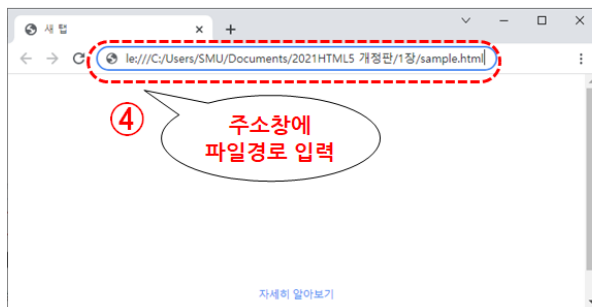 새 탭
le:///C:/Users/SMU/Documents/2021HTML5 개정판/1장/sample.html
④
주소창에
파일경로 입력
자세히 알아보기